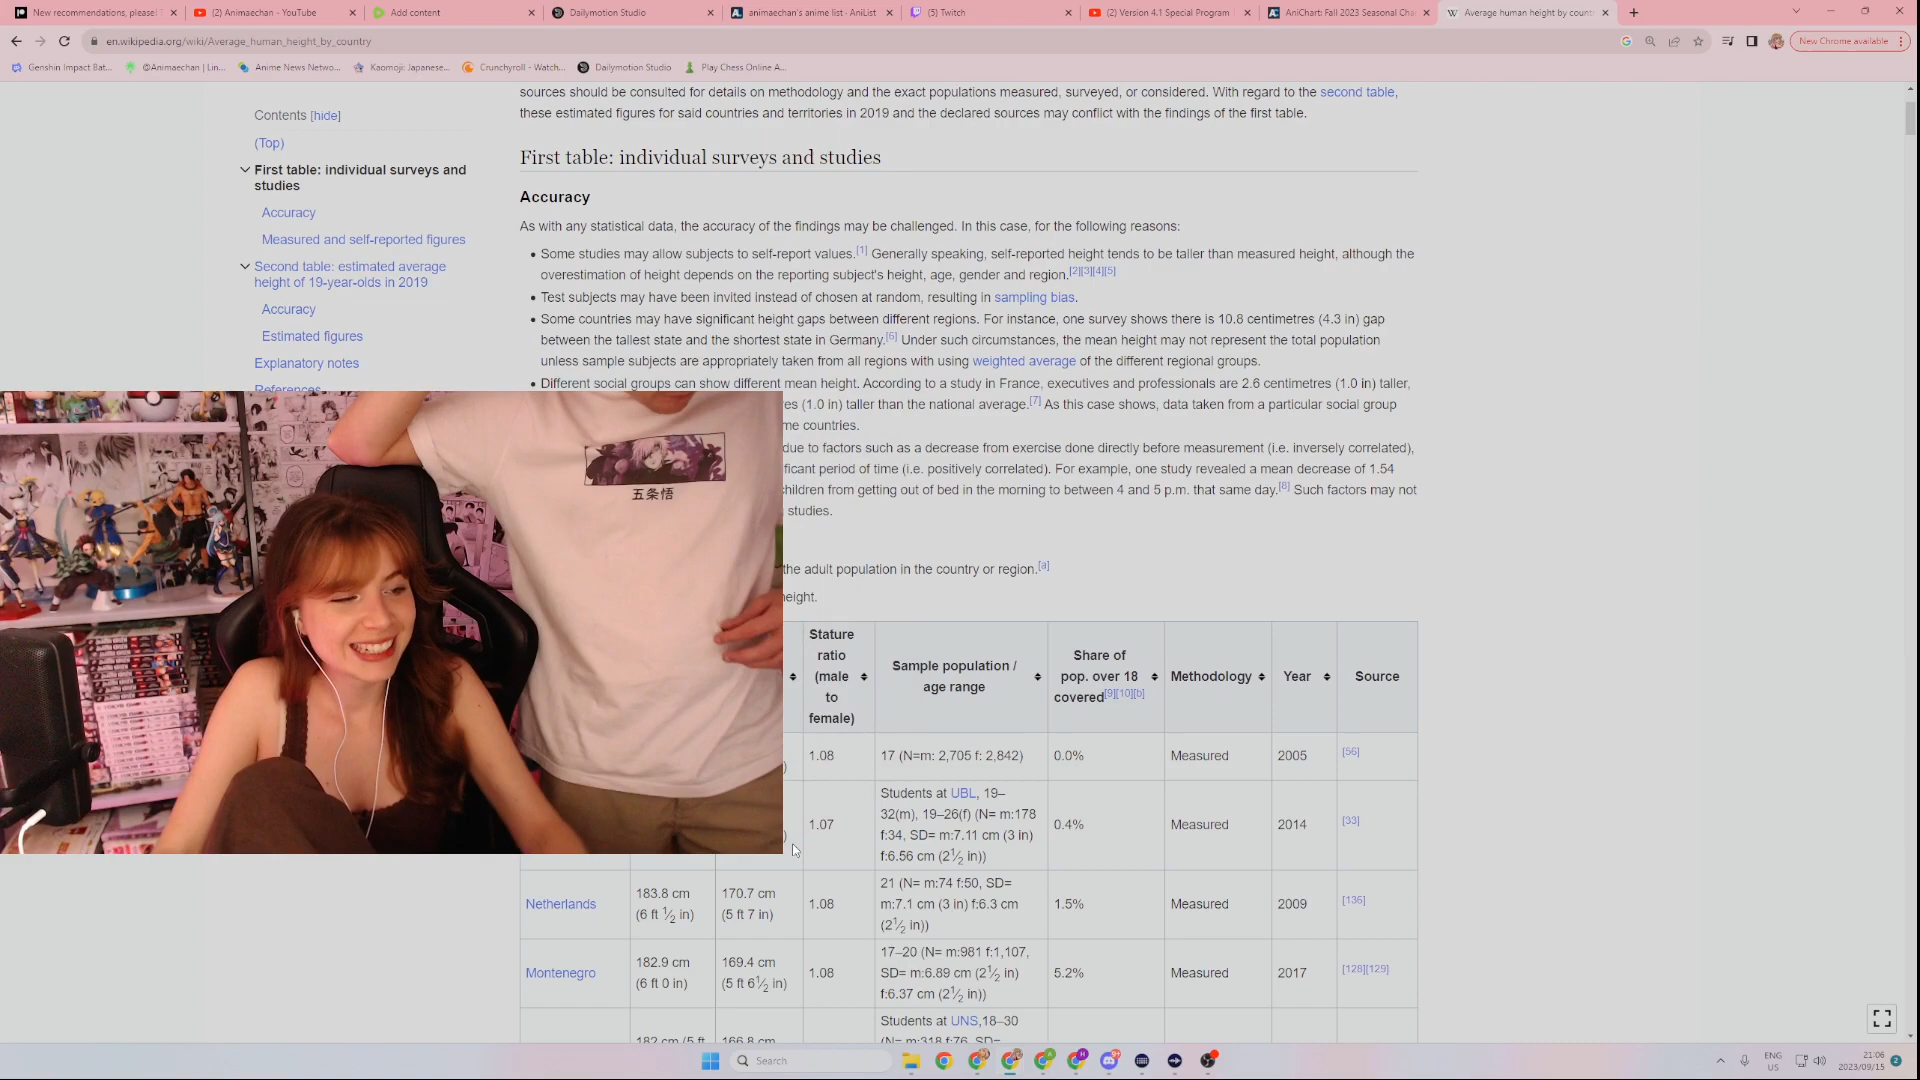 New recommendations, please!
(2) Animaechan - YouTube
Add content
Dailymotion Studio
animaechan's anime list · AniList
(5) Twitch
(2) Version 4.1 Special Program
AniChart: Fall 2023 Seasonal Cha
Average human height by count
en.wikipedia.org/wiki/Average_human_height_by_country
New Chrome available
Genshin Impact Bat...
@Animaechan | Lin...
Anime News Netwo...
Kaomoji: Japanese...
Crunchyroll - Watch...
Dailymotion Studio
Play Chess Online A...
Contents [hide]
(Top)
First table: individual surveys and
studies
Accuracy
Measured and self-reported figures
Second table: estimated average
height of 19-year-olds in 2019
Accuracy
Estimated figures
Explanatory notes
References
sources should be consulted for details on methodology and the exact populations measured, surveyed, or considered. With regard to the second table,
these estimated figures for said countries and territories in 2019 and the declared sources may conflict with the findings of the first table.
First table: individual surveys and studies
Accuracy
As with any statistical data, the accuracy of the findings may be challenged. In this case, for the following reasons:
• Some studies may allow subjects to self-report values.[1] Generally speaking, self-reported height tends to be taller than measured height, although the
overestimation of height depends on the reporting subject's height, age, gender and region.[2][3][4][5]
• Test subjects may have been invited instead of chosen at random, resulting in sampling bias.
• Some countries may have significant height gaps between different regions. For instance, one survey shows there is 10.8 centimetres (4.3 in) gap
between the tallest state and the shortest state in Germany.[6] Under such circumstances, the mean height may not represent the total population
unless sample subjects are appropriately taken from all regions with using weighted average of the different regional groups.
• Different social groups can show different mean height. According to a study in France, executives and professionals are 2.6 centimetres (1.0 in) taller,
es (1.0 in) taller than the national average.[7] As this case shows, data taken from a particular social group
me countries.
due to factors such as a decrease from exercise done directly before measurement (i.e. inversely correlated),
ficant period of time (i.e. positively correlated). For example, one study revealed a mean decrease of 1.54
children from getting out of bed in the morning to between 4 and 5 p.m. that same day.[8] Such factors may not
studies.
the adult population in the country or region.[a]
eight.
五条悟
Stature
ratio
(male
to
female)
Sample population /
age range
Share of
pop. over 18
covered[9][10][b]
Methodology
Year
Source
)
1.08
17 (N=m: 2,705 f: 2,842)
0.0%
Measured
2005
[56]
)
1.07
Students at UBL, 19–
32(m), 19–26(f) (N= m:178
f:34, SD= m:7.11 cm (3 in)
f:6.56 cm (2 1⁄2 in))
0.4%
Measured
2014
[33]
Netherlands
183.8 cm
(6 ft 1⁄2 in)
170.7 cm
(5 ft 7 in)
1.08
21 (N= m:74 f:50, SD=
m:7.1 cm (3 in) f:6.3 cm
(2 1⁄2 in))
1.5%
Measured
2009
[136]
Montenegro
182.9 cm
(6 ft 0 in)
169.4 cm
(5 ft 6 1⁄2 in)
1.08
17–20 (N= m:981 f:1,107,
SD= m:6.89 cm (2 1⁄2 in)
f:6.37 cm (2 1⁄2 in))
5.2%
Measured
2017
[128][129]
182 cm (5 ft
166.8 cm
Students at UNS,18–30
(N= m:318 f:76, SD=
Search
ENG
US
21:06
2023/09/15
2